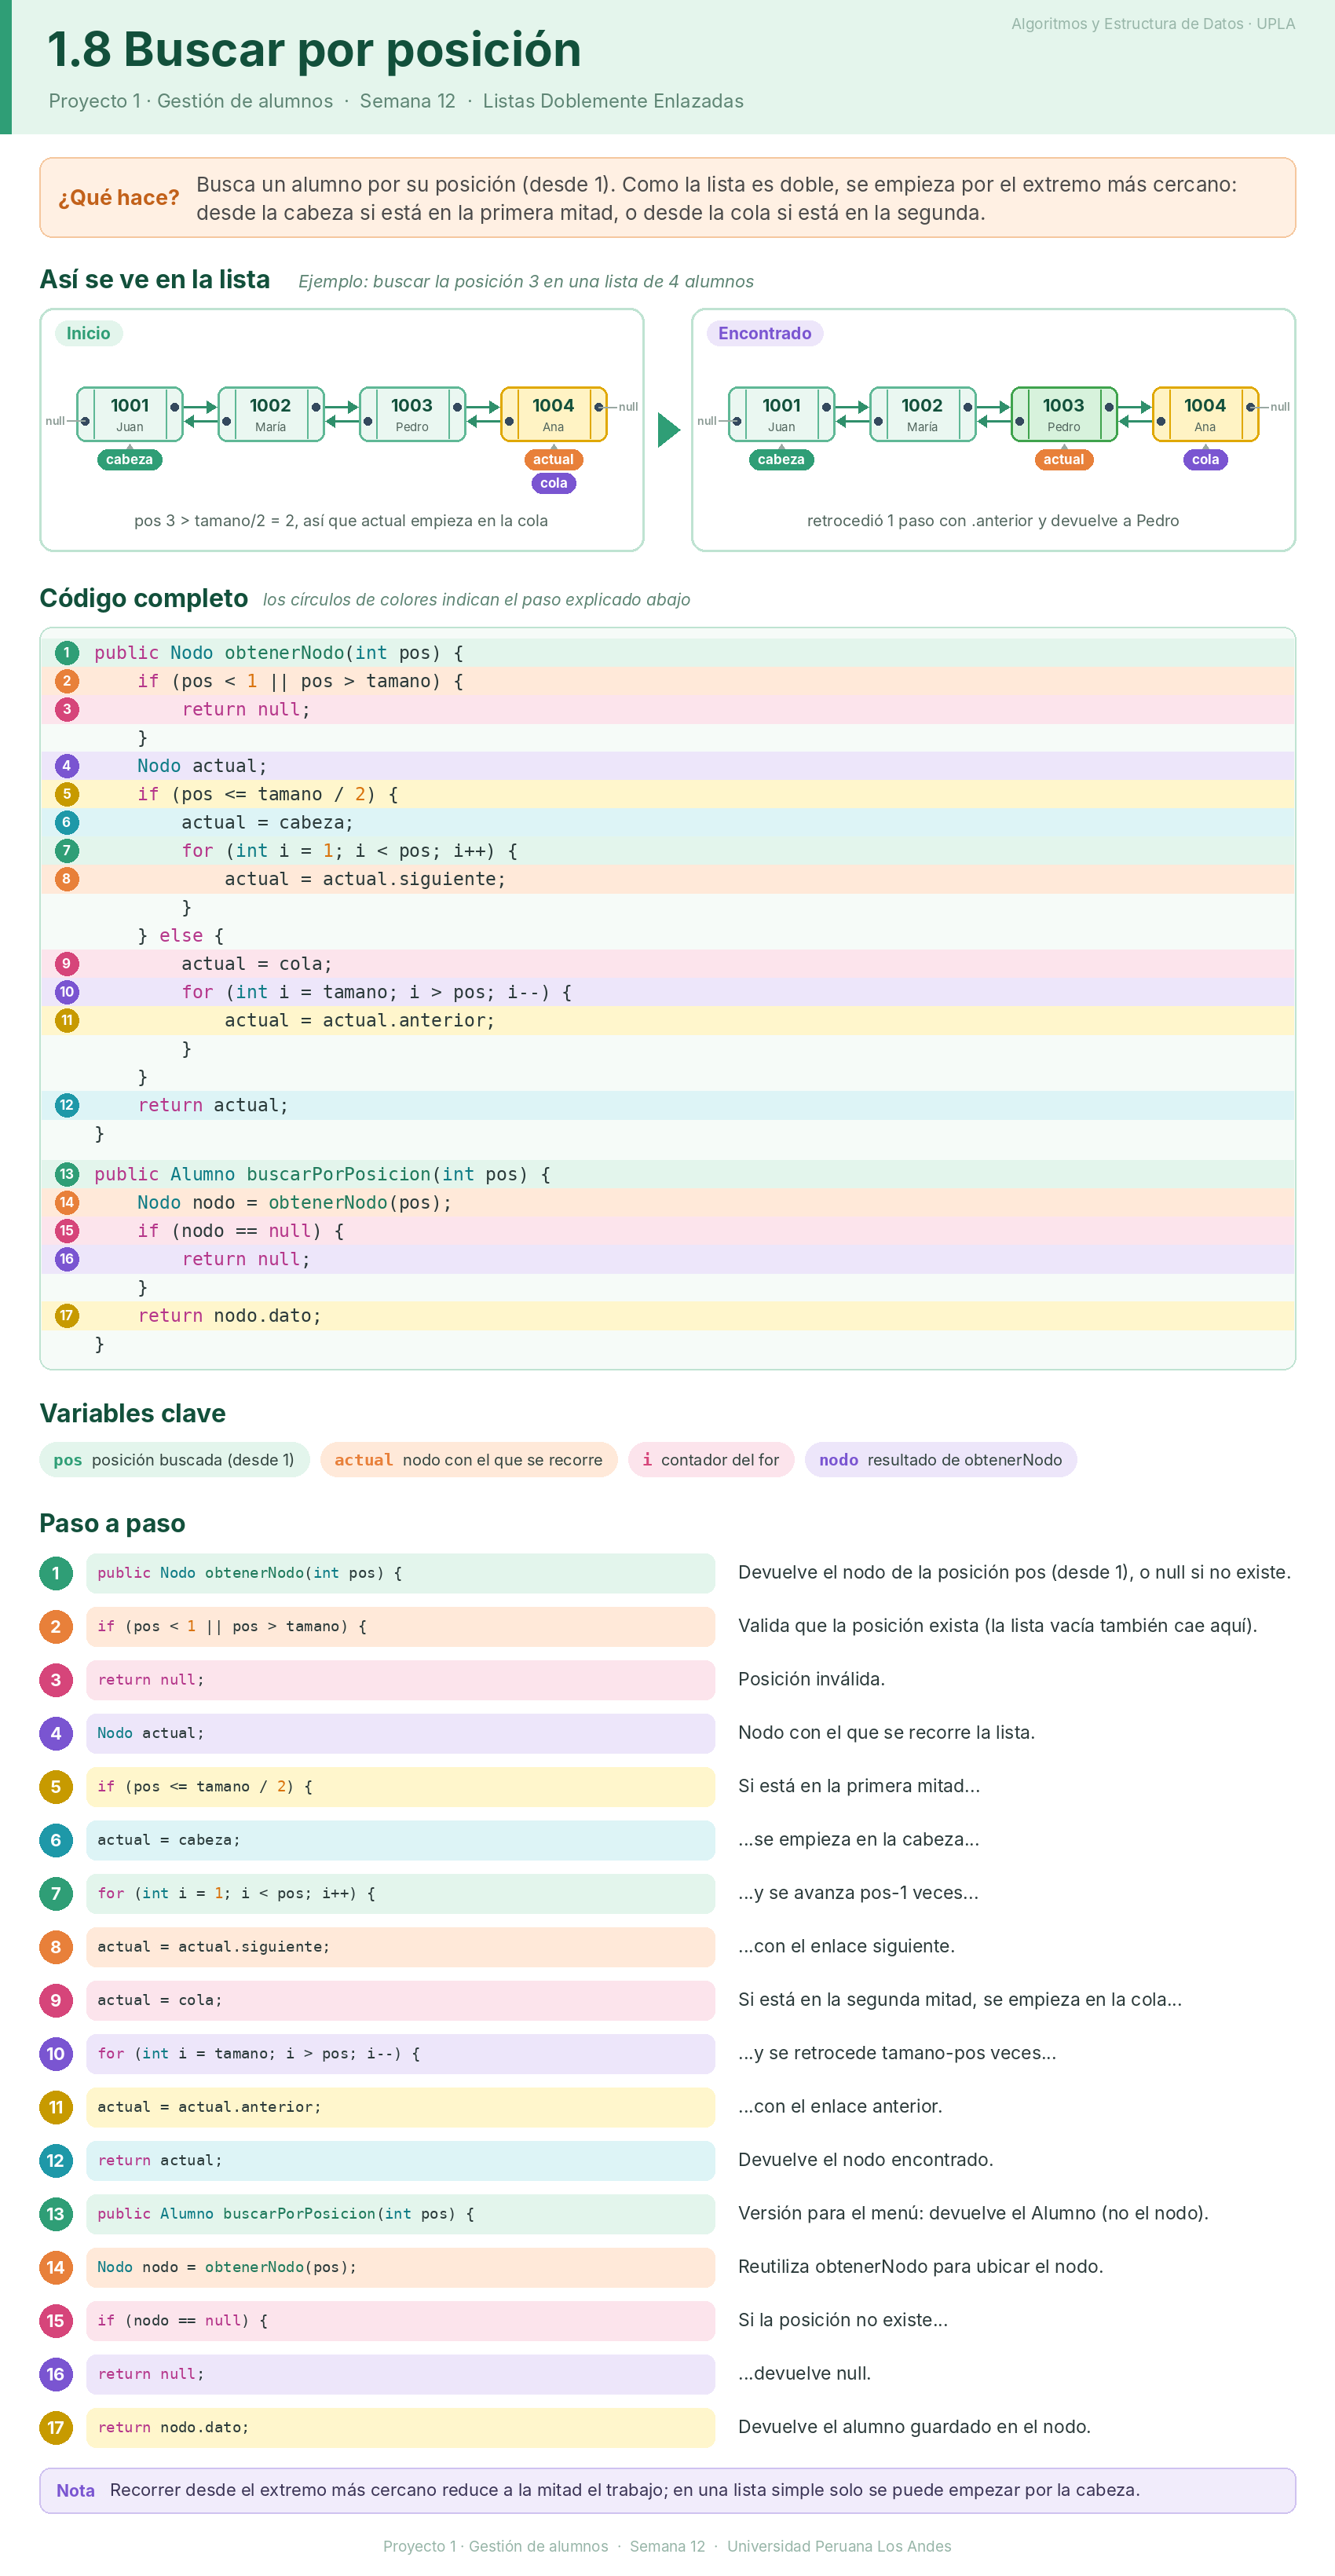 Algoritmos y Estructura de Datos · UPLA
1.8 Buscar por posición
Proyecto 1 · Gestión de alumnos · Semana 12 · Listas Doblemente Enlazadas
¿Qué hace?
Busca un alumno por su posición (desde 1). Como la lista es doble, se empieza por el extremo más cercano:
desde la cabeza si está en la primera mitad, o desde la cola si está en la segunda.
Así se ve en la lista Ejemplo: buscar la posición 3 en una lista de 4 alumnos
Inicio
null 1001 1002 1003 1004 null
Juan María Pedro Ana
cabeza actual
cola
pos 3 > tamano/2 = 2, así que actual empieza en la cola
Encontrado
null 1001 1002 1003 1004 null
Juan María Pedro Ana
cabeza actual cola
retrocedió 1 paso con .anterior y devuelve a Pedro
Código completo los círculos de colores indican el paso explicado abajo
1 public Nodo obtenerNodo(int pos) {
2 if (pos < 1 || pos > tamano) {
3 return null;
}
4 Nodo actual;
5 if (pos <= tamano / 2) {
6 actual = cabeza;
7 for (int i = 1; i < pos; i++) {
8 actual = actual.siguiente;
}
} else {
9 actual = cola;
10 for (int i = tamano; i > pos; i--) {
11 actual = actual.anterior;
}
}
12 return actual;
}
13 public Alumno buscarPorPosicion(int pos) {
14 Nodo nodo = obtenerNodo(pos);
15 if (nodo == null) {
16 return null;
}
17 return nodo.dato;
}
Variables clave
pos posición buscada (desde 1) actual nodo con el que se recorre i contador del for nodo resultado de obtenerNodo
Paso a paso
1 public Nodo obtenerNodo(int pos) { Devuelve el nodo de la posición pos (desde 1), o null si no existe.
2 if (pos < 1 || pos > tamano) { Valida que la posición exista (la lista vacía también cae aquí).
3 return null; Posición inválida.
4 Nodo actual; Nodo con el que se recorre la lista.
5 if (pos <= tamano / 2) { Si está en la primera mitad...
6 actual = cabeza; ...se empieza en la cabeza...
7 for (int i = 1; i < pos; i++) { ...y se avanza pos-1 veces...
8 actual = actual.siguiente; ...con el enlace siguiente.
9 actual = cola; Si está en la segunda mitad, se empieza en la cola...
10 for (int i = tamano; i > pos; i--) { ...y se retrocede tamano-pos veces...
11 actual = actual.anterior; ...con el enlace anterior.
12 return actual; Devuelve el nodo encontrado.
13 public Alumno buscarPorPosicion(int pos) { Versión para el menú: devuelve el Alumno (no el nodo).
14 Nodo nodo = obtenerNodo(pos); Reutiliza obtenerNodo para ubicar el nodo.
15 if (nodo == null) { Si la posición no existe...
16 return null; ...devuelve null.
17 return nodo.dato; Devuelve el alumno guardado en el nodo.
Nota Recorrer desde el extremo más cercano reduce a la mitad el trabajo; en una lista simple solo se puede empezar por la cabeza.
Proyecto 1 · Gestión de alumnos · Semana 12 · Universidad Peruana Los Andes